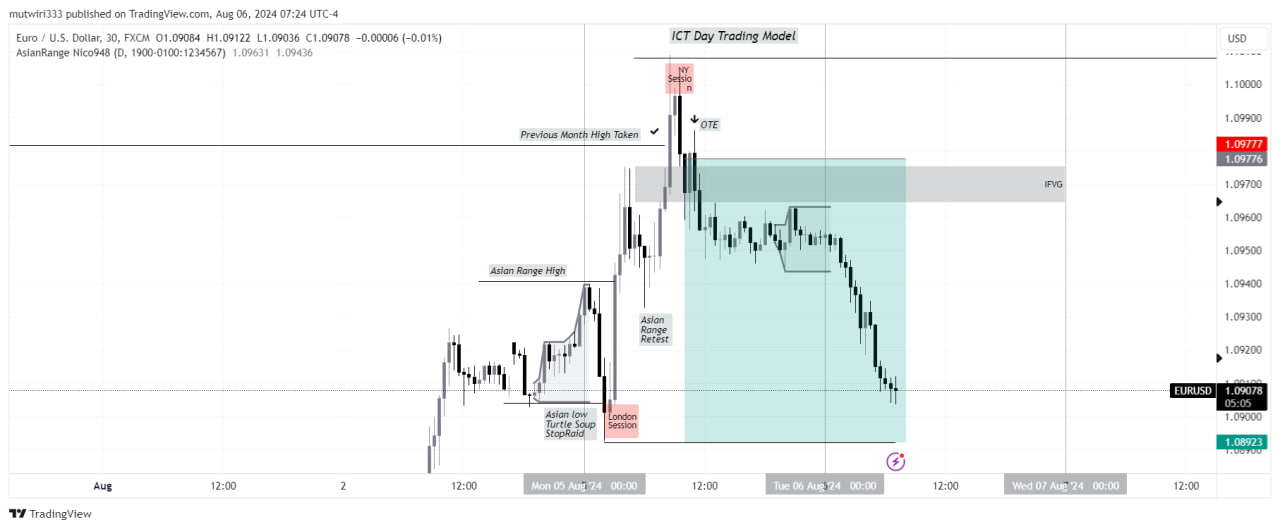 mutwiri333 published on TradingView.com, Aug 06, 2024 07:24 UTC-4
Euro / U.S. Dollar, 30, FXCM O1.09084 H1.09122 L1.09036 C1.09078 −0.00006 (−0.01%)
AsianRange Nico948 (D, 1900-0100:1234567) 1.09631 1.09436
ICT Day Trading Model
USD
1.10000
NY
Sessio
n
1.09900
OTE
Previous Month High Taken
1.09777
1.09776
IFVG
1.09700
1.09600
1.09500
Asian Range High
1.09400
1.09300
Asian
Range
Retest
1.09200
EURUSD
1.09078
05:05
Asian low
Turtle Soup
StopRaid
London
Session
1.09000
1.08923
Aug
12:00
2
12:00
Mon 05 Aug '24 00:00
12:00
Tue 06 Aug '24 00:00
12:00
Wed 07 Aug '24 00:00
12:00
TradingView